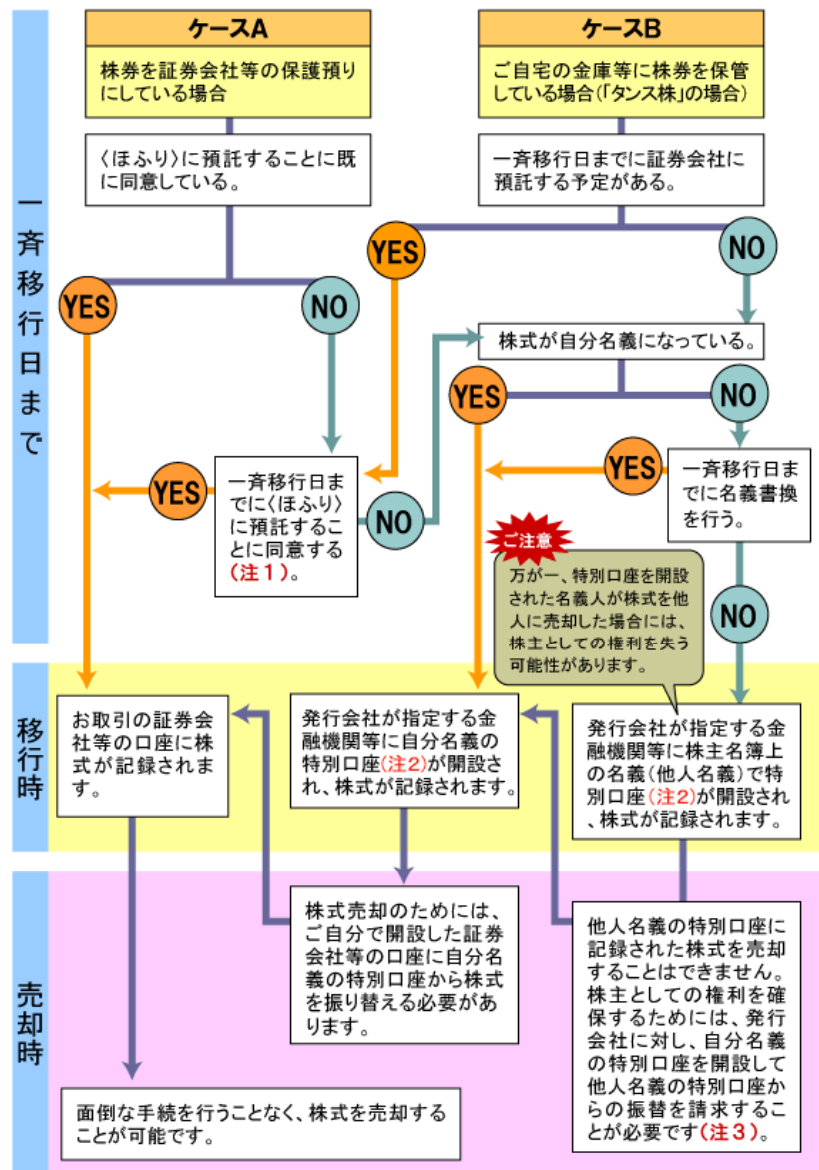 ケースA
株券を証券会社等の保護預り
にしている場合
〈ほふり〉に預託することに既
に同意している。
ケースB
ご自宅の金庫等に株券を保管
している場合(「タンス株」の場合)
一斉移行日までに証券会社に
預託する予定がある。
一斉移行日まで
YES
NO
YES
NO
株式が自分名義になっている。
YES
NO
YES
一斉移行日ま
でに〈ほふり〉
に預託するこ
とに同意する
(注1)。
NO
YES
一斉移行日ま
でに名義書換
を行う。
NO
ご注意
万が一、特別口座を開設
された名義人が株式を他
人に売却した場合には、
株主としての権利を失う
可能性があります。
移行時
お取引の証券会
社等の口座に株
式が記録されま
す。
発行会社が指定する金
融機関等に自分名義の
特別口座(注2)が開設さ
れ、株式が記録されます。
発行会社が指定する金
融機関等に株主名簿上
の名義(他人名義)で特
別口座(注2)が開設され
、株式が記録されます。
売却時
株式売却のためには、
ご自分で開設した証券
会社等の口座に自分名
義の特別口座から株式
を振り替える必要があ
ります。
他人名義の特別口座に
記録された株式を売却
することはできません。
株主としての権利を確
保するためには、発行
会社に対し、自分名義
の特別口座を開設して
他人名義の特別口座か
らの振替を請求するこ
とが必要です(注3)。
面倒な手続を行うことなく、株式を売却する
ことが可能です。